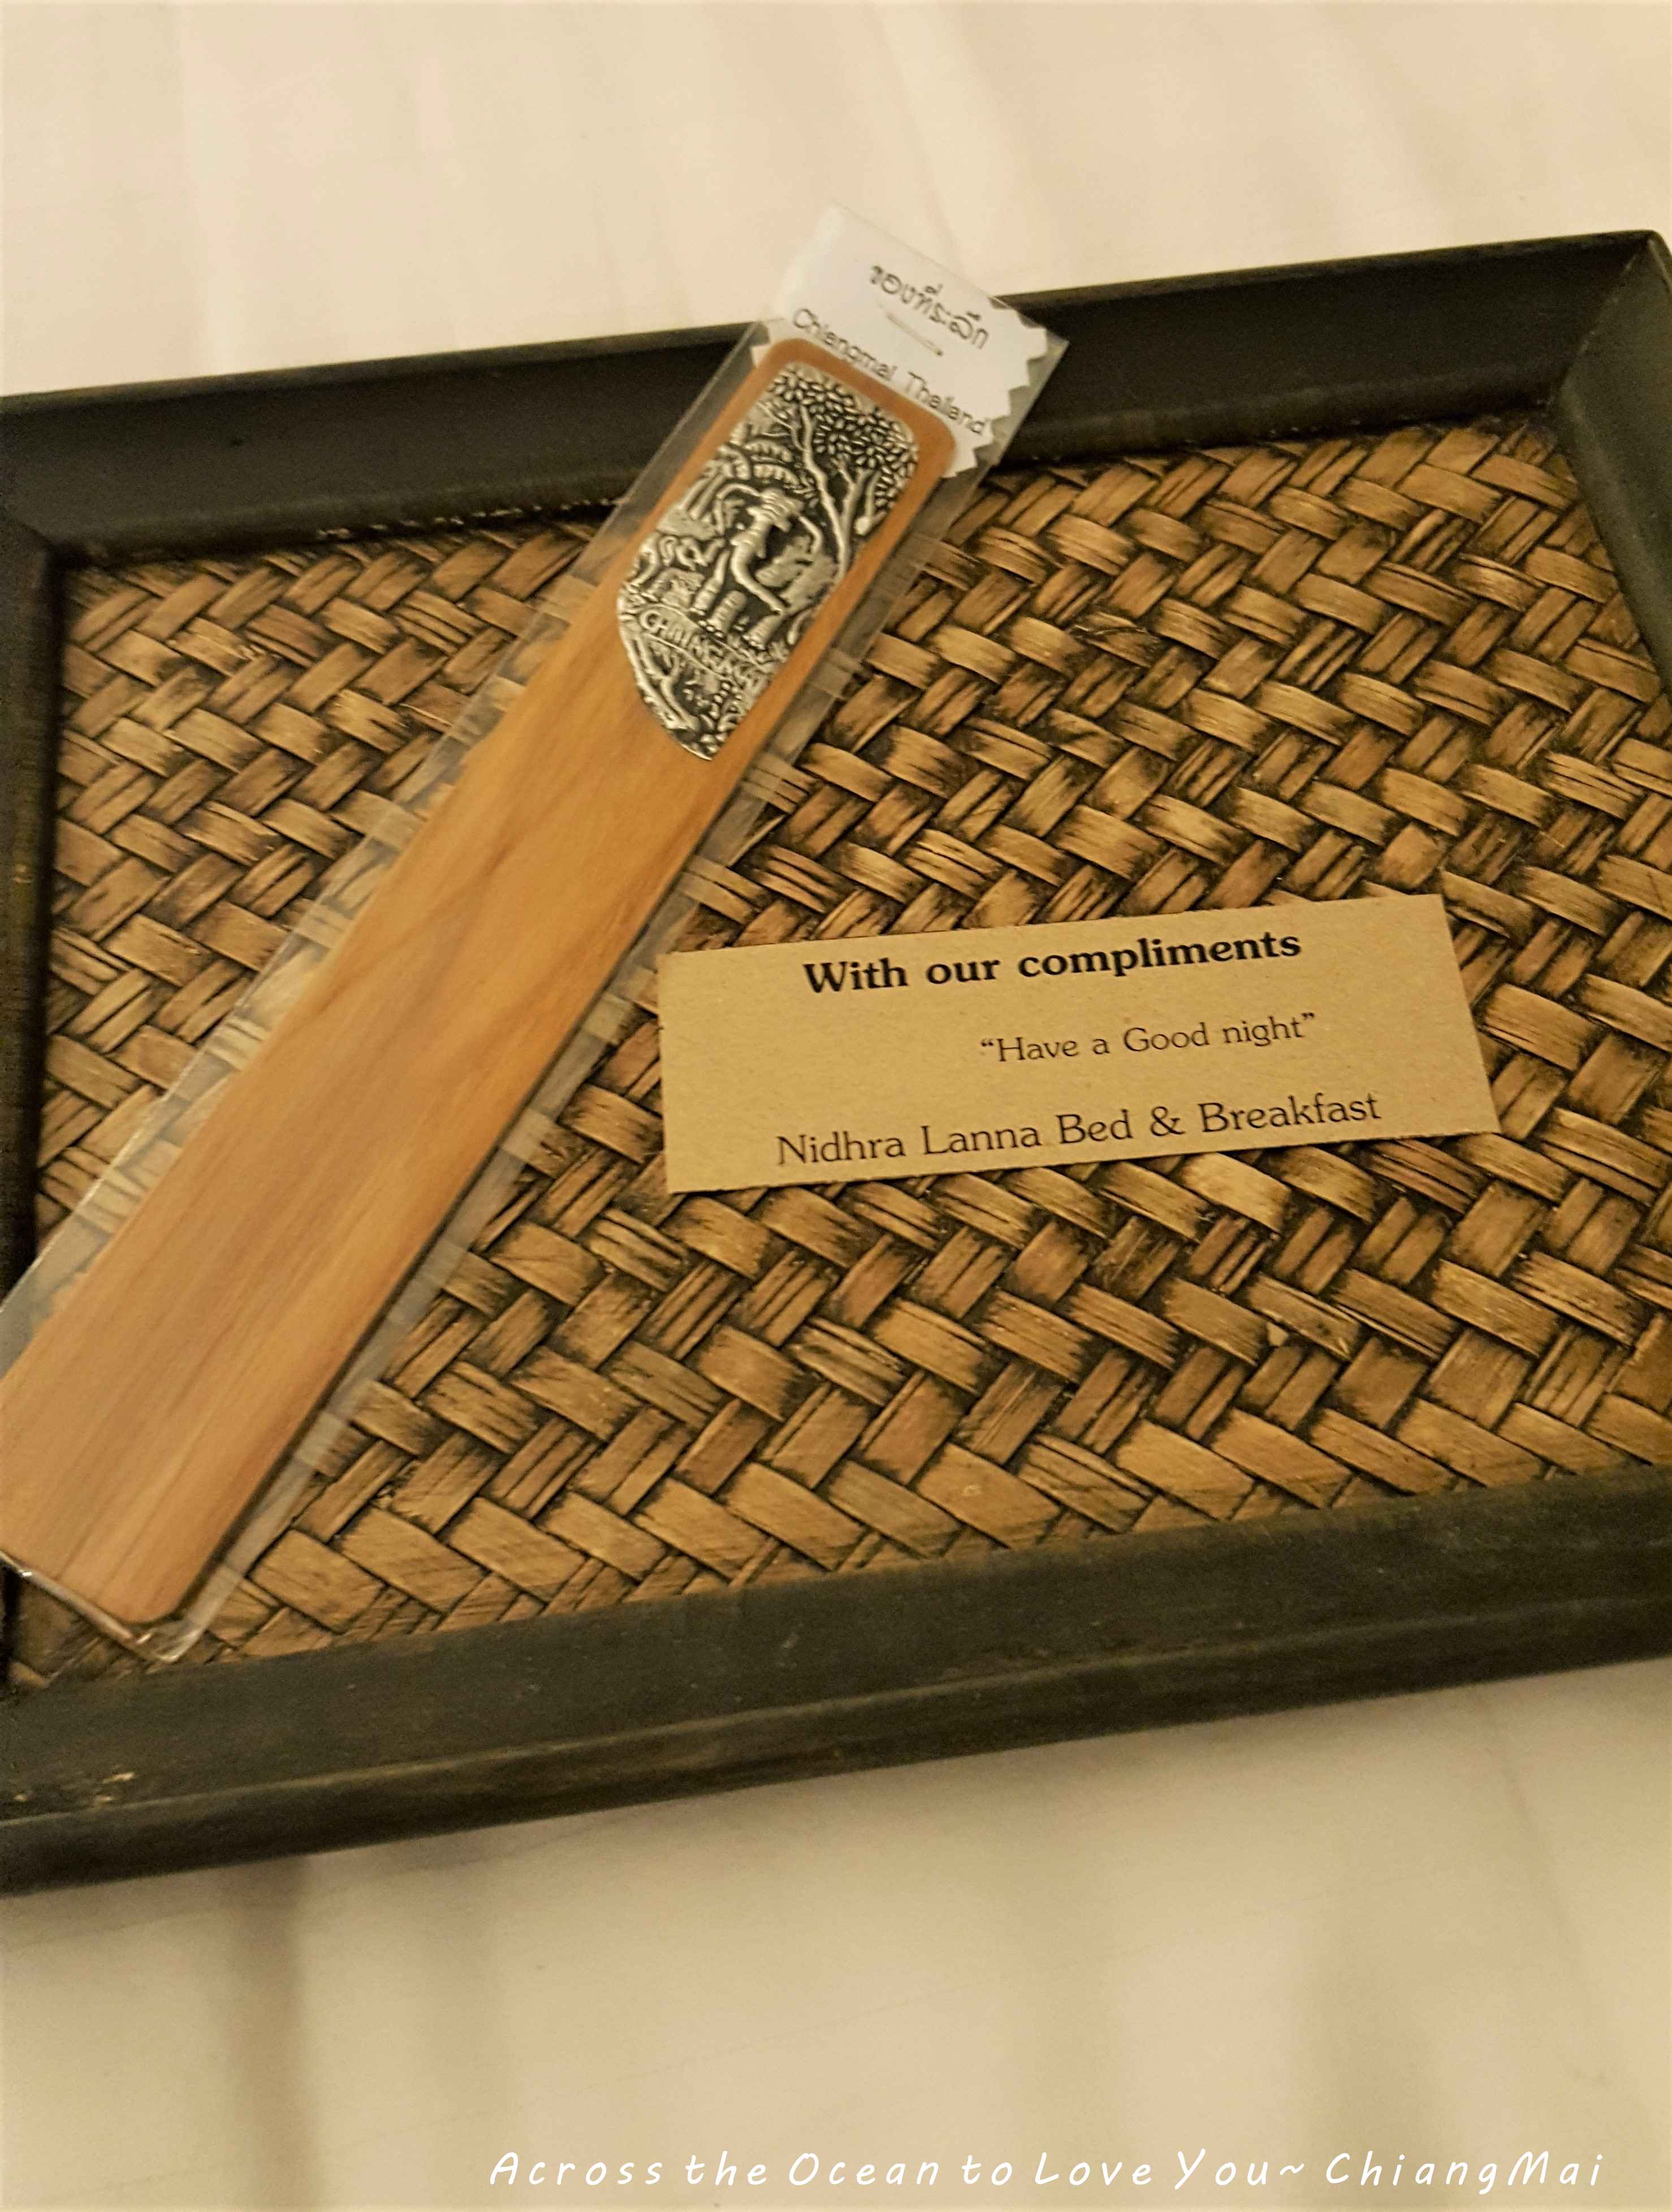 ของที่ระลึก
Chiangmai Thailand
CHIANGMAI
With our compliments
“Have a Good night”
Nidhra Lanna Bed & Breakfast
Across the Ocean to Love You~ ChiangMai